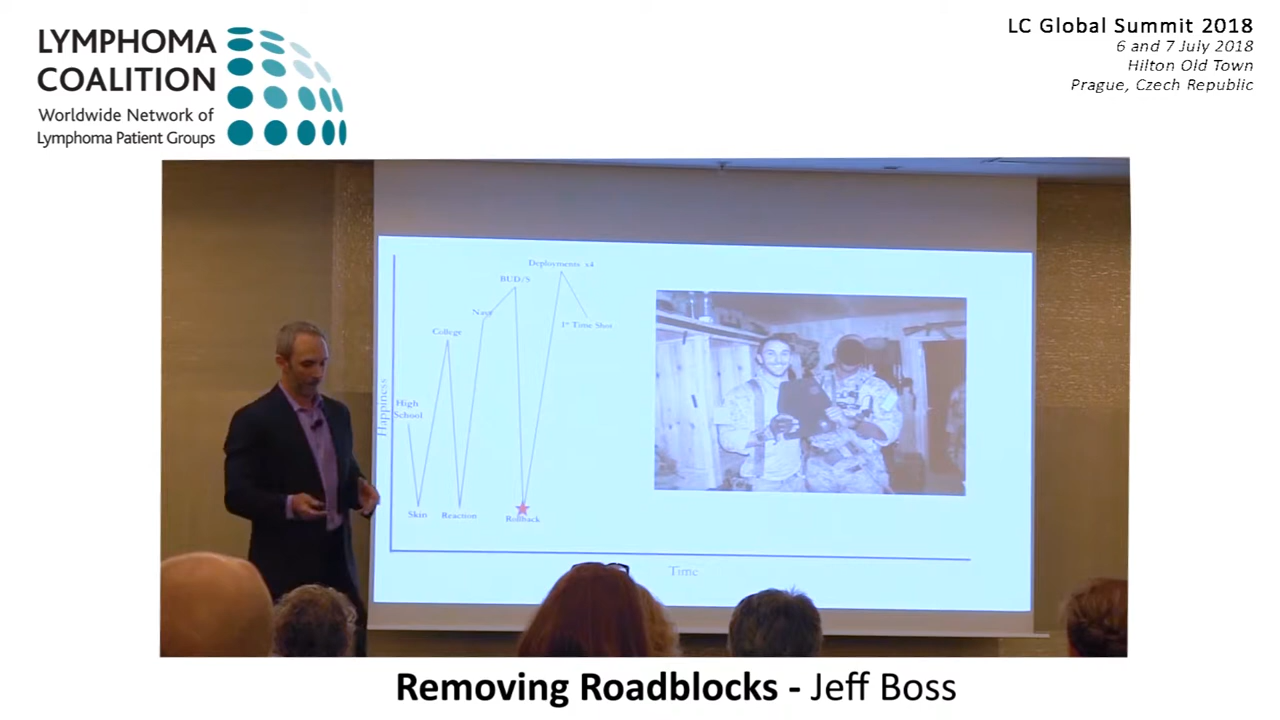 LYMPHOMA
COALITION
Worldwide Network of
Lymphoma Patient Groups
LC Global Summit 2018
6 and 7 July 2018
Hilton Old Town
Prague, Czech Republic
Deployments x4
BUD/S
Navy
1st Time Shot
College
High
School
Happiness
Skin
Reaction
Rollback
Time
Removing Roadblocks - Jeff Boss